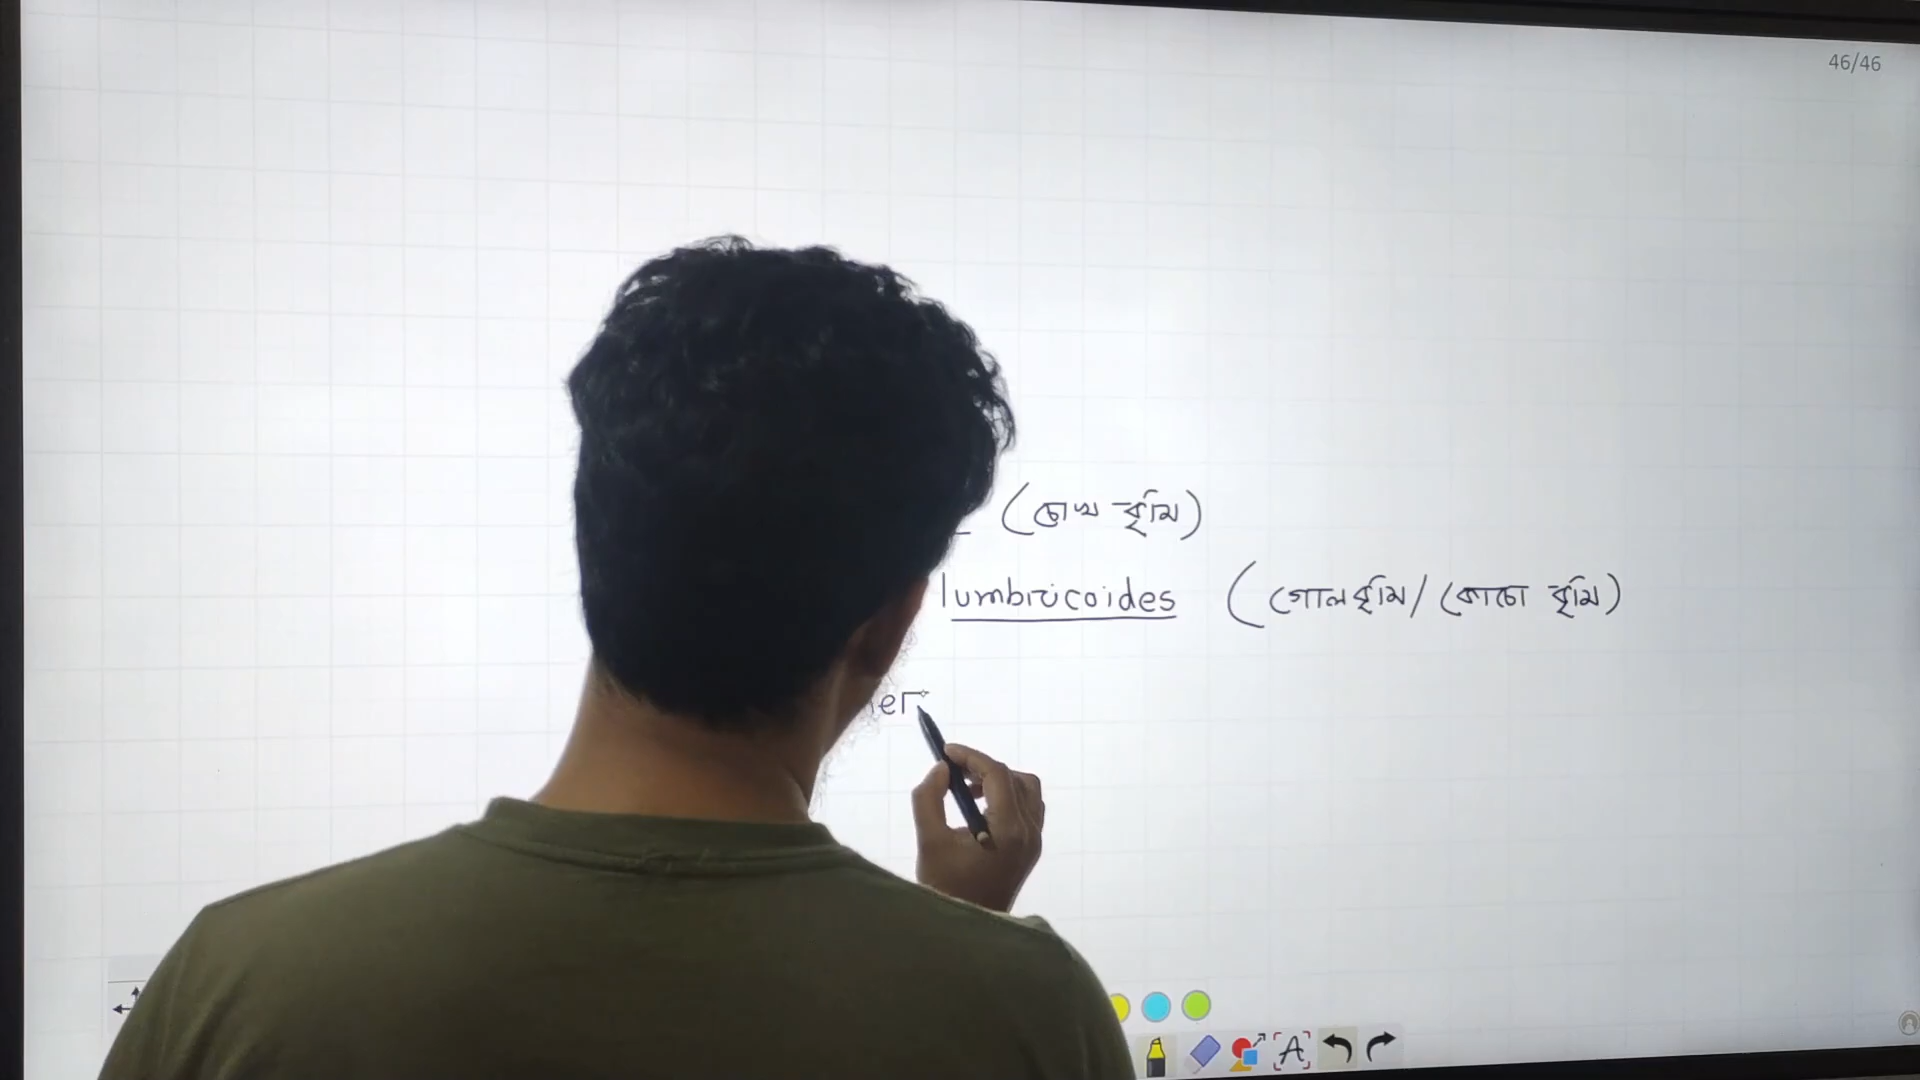 46/46
(চোখ কৃমি)
lumbricoides (গোলকৃমি/কেচো কৃমি)
er